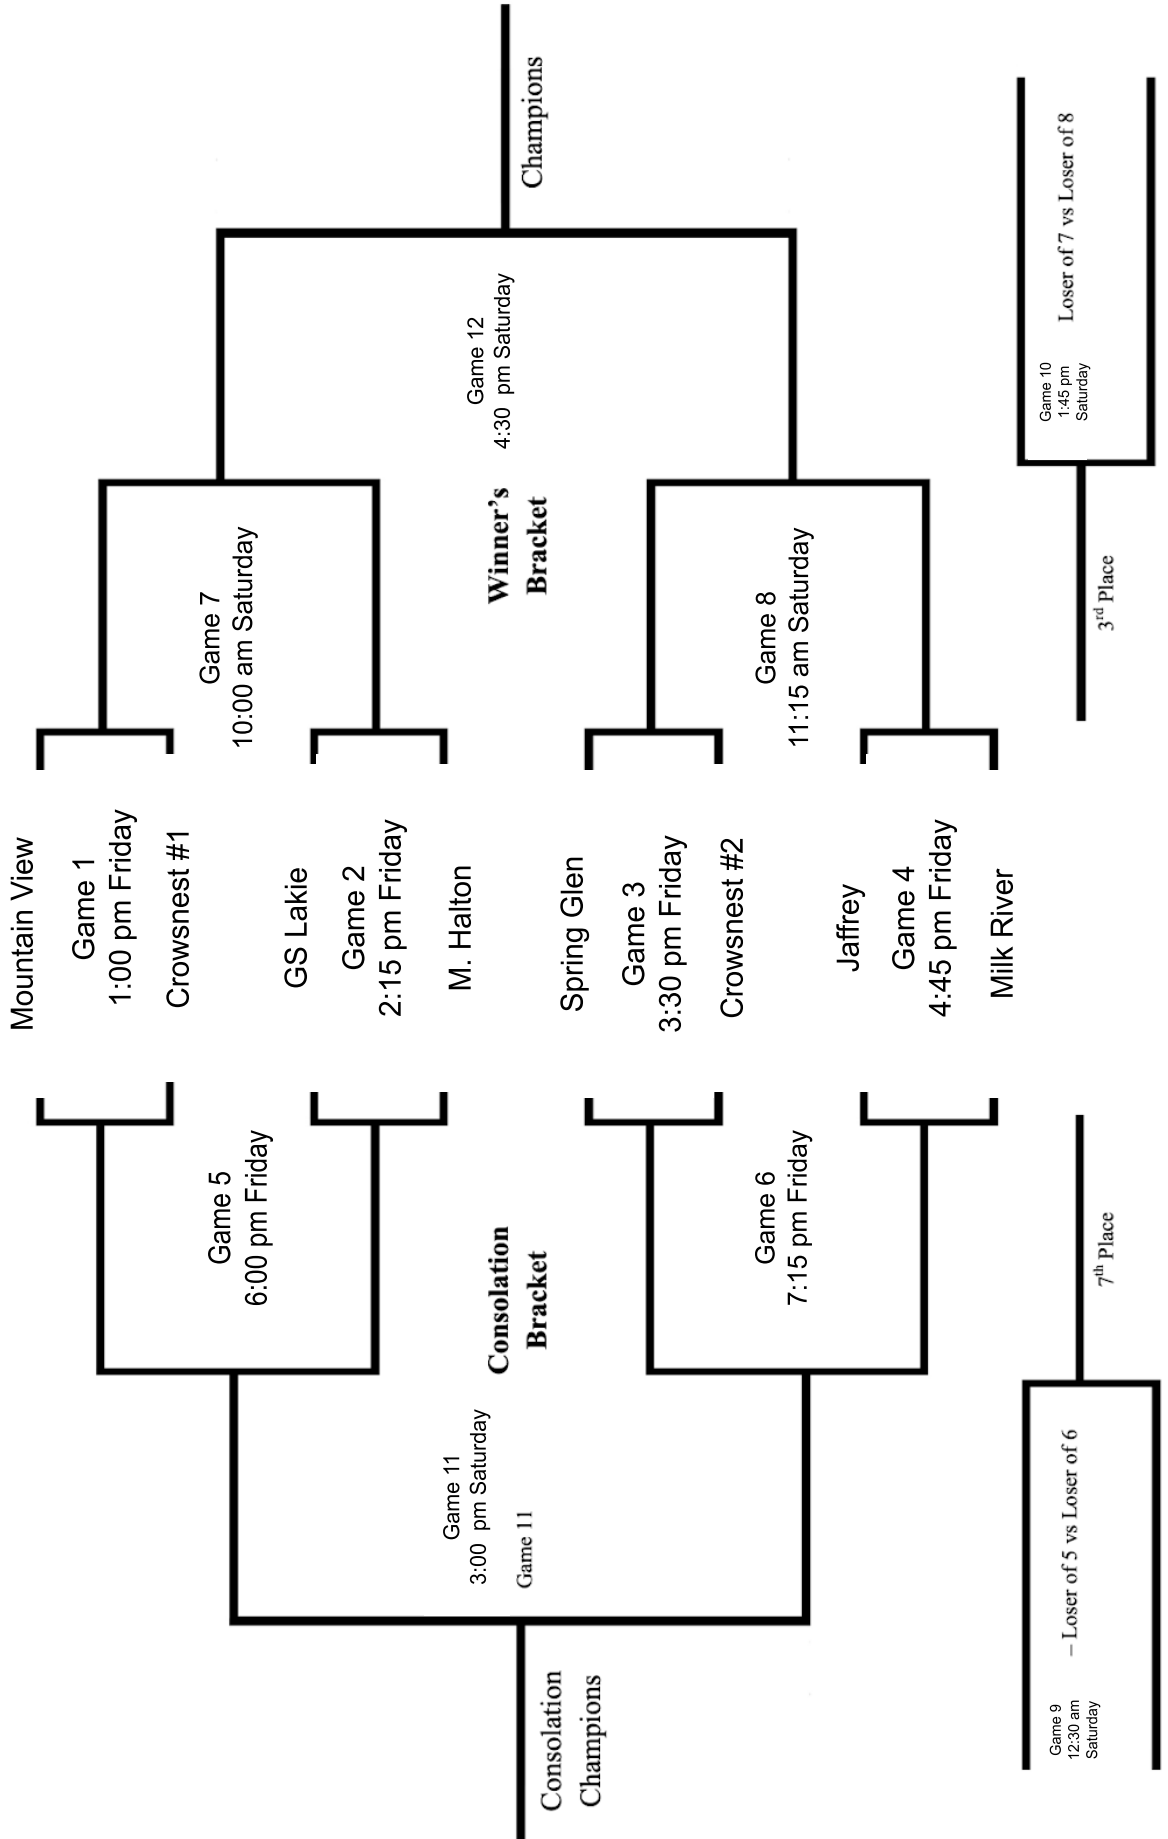 Mountain View
Game 1
1:00 pm Friday
Crowsnest #1
GS Lakie
Game 2
2:15 pm Friday
M. Halton
Spring Glen
Game 3
3:30 pm Friday
Crowsnest #2
Jaffrey
Game 4
4:45 pm Friday
Milk River
Game 5
6:00 pm Friday
Game 6
7:15 pm Friday
Consolation
Bracket
Game 11
3:00 pm Saturday
Game 11
Consolation
Champions
Game 7
10:00 am Saturday
Game 8
11:15 am Saturday
Winner's
Bracket
Game 12
4:30 pm Saturday
Champions
Game 9
12:30 am
Saturday
– Loser of 5 vs Loser of 6
7th Place
Game 10
1:45 pm
Saturday
Loser of 7 vs Loser of 8
3rd Place